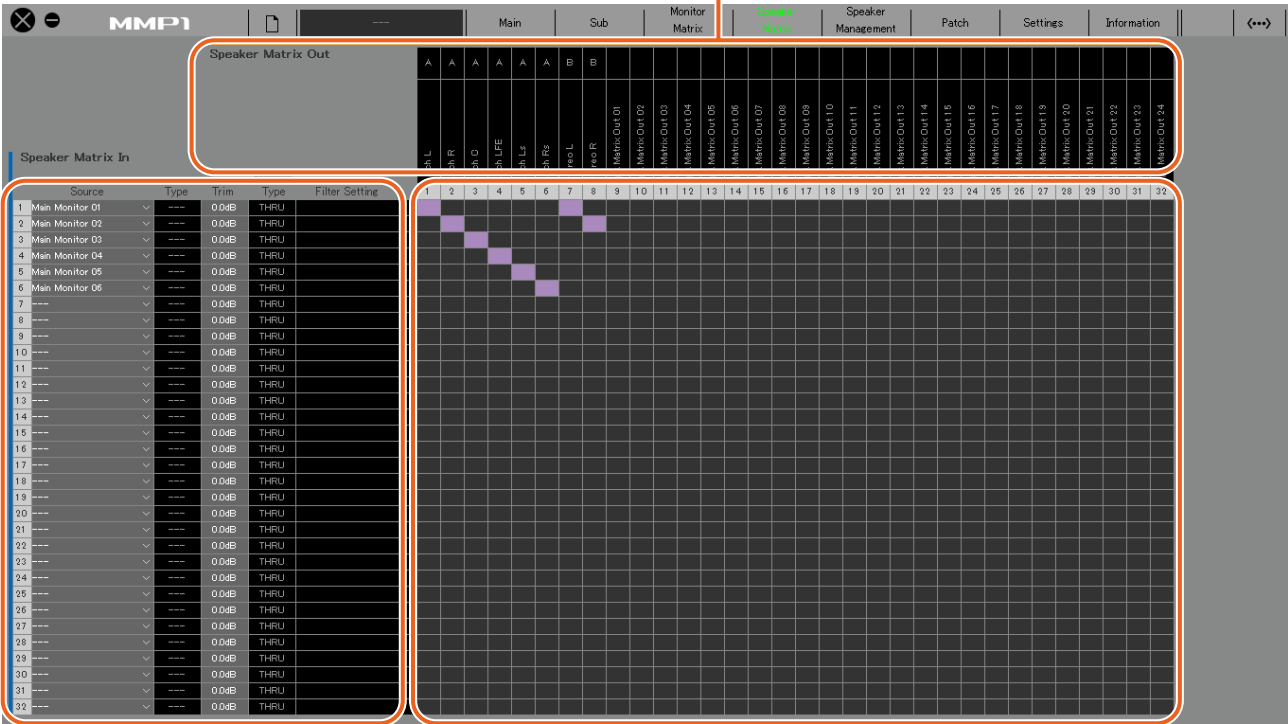 MMP1 --- Main Sub Monitor Matrix Speaker Matrix Speaker Management Patch Settings Information
Speaker Matrix Out
A A A A A A B B
ch L
ch R
ch C
ch LFE
ch Ls
ch Rs
reo L
reo R
Matrix Out 01
Matrix Out 02
Matrix Out 03
Matrix Out 04
Matrix Out 05
Matrix Out 06
Matrix Out 07
Matrix Out 08
Matrix Out 09
Matrix Out 10
Matrix Out 11
Matrix Out 12
Matrix Out 13
Matrix Out 14
Matrix Out 15
Matrix Out 16
Matrix Out 17
Matrix Out 18
Matrix Out 19
Matrix Out 20
Matrix Out 21
Matrix Out 22
Matrix Out 23
Matrix Out 24
Speaker Matrix In
Source Type Trim Type Filter Setting 1 2 3 4 5 6 7 8 9 10 11 12 13 14 15 16 17 18 19 20 21 22 23 24 25 26 27 28 29 30 31 32
1 Main Monitor 01 --- 0.0dB THRU
2 Main Monitor 02 --- 0.0dB THRU
3 Main Monitor 03 --- 0.0dB THRU
4 Main Monitor 04 --- 0.0dB THRU
5 Main Monitor 05 --- 0.0dB THRU
6 Main Monitor 06 --- 0.0dB THRU
7 --- --- 0.0dB THRU
8 --- --- 0.0dB THRU
9 --- --- 0.0dB THRU
10 --- --- 0.0dB THRU
11 --- --- 0.0dB THRU
12 --- --- 0.0dB THRU
13 --- --- 0.0dB THRU
14 --- --- 0.0dB THRU
15 --- --- 0.0dB THRU
16 --- --- 0.0dB THRU
17 --- --- 0.0dB THRU
18 --- --- 0.0dB THRU
19 --- --- 0.0dB THRU
20 --- --- 0.0dB THRU
21 --- --- 0.0dB THRU
22 --- --- 0.0dB THRU
23 --- --- 0.0dB THRU
24 --- --- 0.0dB THRU
25 --- --- 0.0dB THRU
26 --- --- 0.0dB THRU
27 --- --- 0.0dB THRU
28 --- --- 0.0dB THRU
29 --- --- 0.0dB THRU
30 --- --- 0.0dB THRU
31 --- --- 0.0dB THRU
32 --- --- 0.0dB THRU